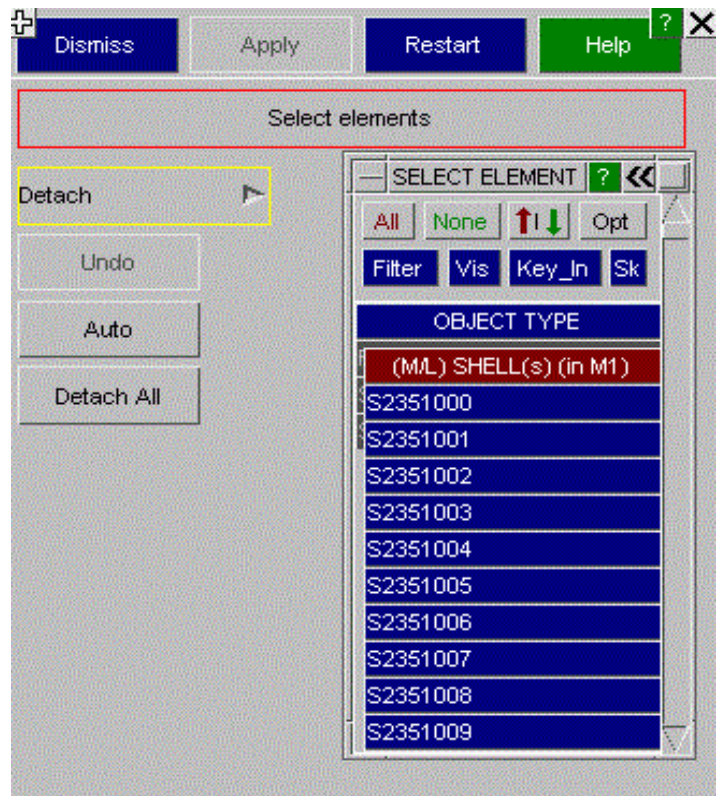 Dismiss Apply Restart Help ?
Select elements
Detach
Undo
Auto
Detach All
SELECT ELEMENT ?
All None Opt
Filter Vis Key_In Sk
OBJECT TYPE
(M/L) SHELL(s) (in M1)
S2351000
S2351001
S2351002
S2351003
S2351004
S2351005
S2351006
S2351007
S2351008
S2351009